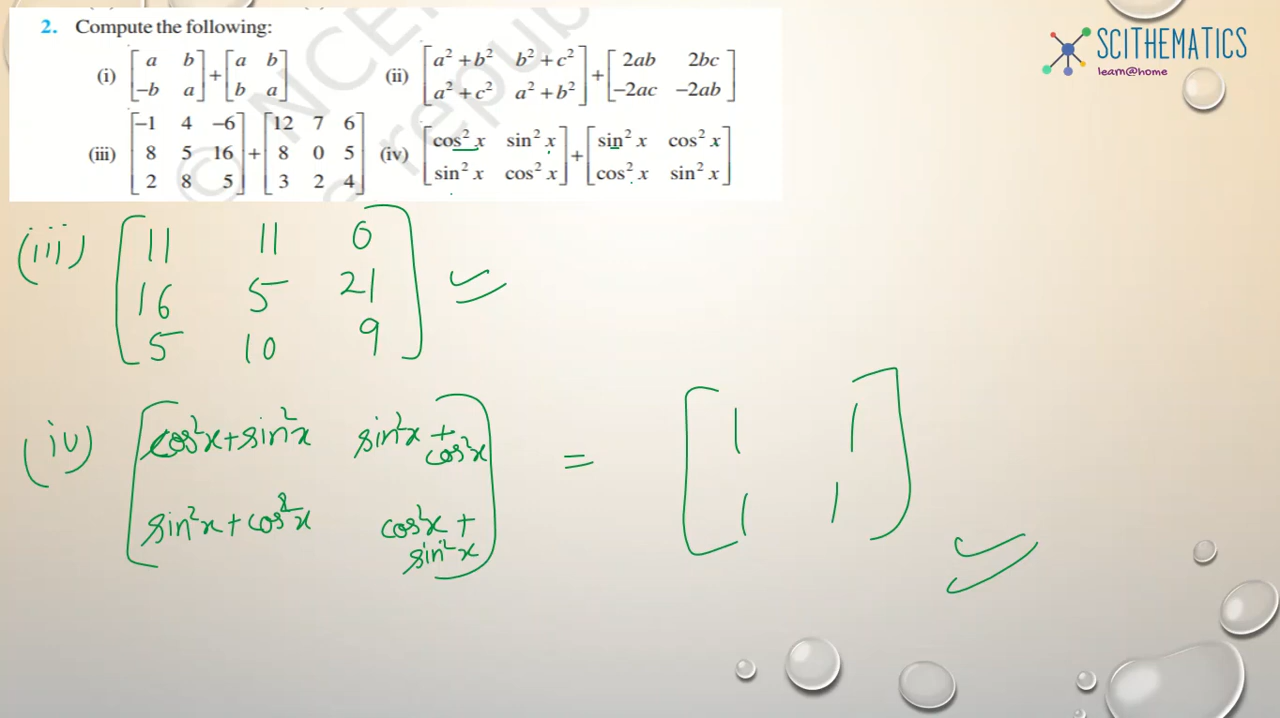 2. Compute the following:
(i) [a b; −b a] + [a b; b a] (ii) [a² + b² b² + c²; a² + c² a² + b²] + [2ab 2bc; −2ac −2ab]
(iii) [−1 4 −6; 8 5 16; 2 8 5] + [12 7 6; 8 0 5; 3 2 4] (iv) [cos² x sin² x; sin² x cos² x] + [sin² x cos² x; cos² x sin² x]
© NCE
republ
SCITHEMATICS
learn@home
(iii) [11 11 0
16 5 21
5 10 9]
(iv) [cos²x + sin²x sin²x + cos²x
sin²x + cos²x cos²x + sin²x] = [1 1
1 1]